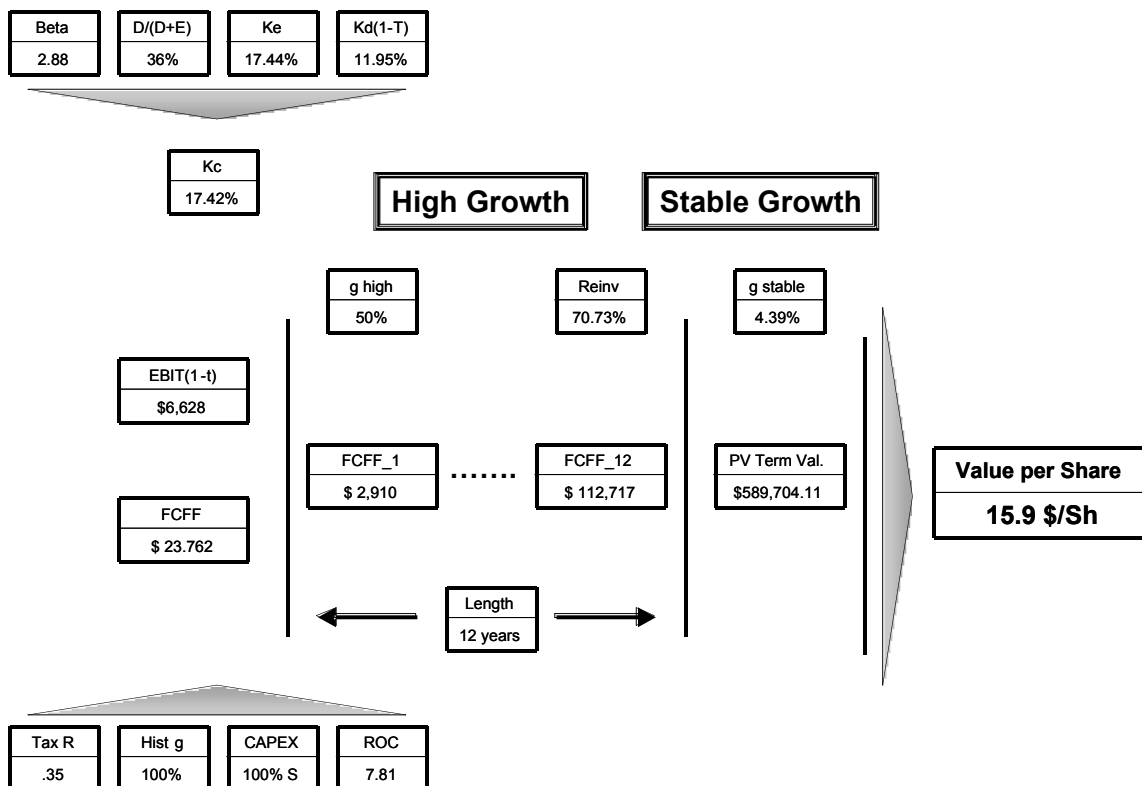 Beta D/(D+E) Ke Kd(1-T)
2.88 36% 17.44% 11.95%
Kc
17.42%
High Growth Stable Growth
g high Reinv g stable
50% 70.73% 4.39%
EBIT(1-t)
$6,628
FCFF_1 ....... FCFF_12 PV Term Val.
$ 2,910 $ 112,717 $589,704.11
Value per Share
15.9 $/Sh
FCFF
$ 23.762
Length
12 years
Tax R Hist g CAPEX ROC
.35 100% 100% S 7.81